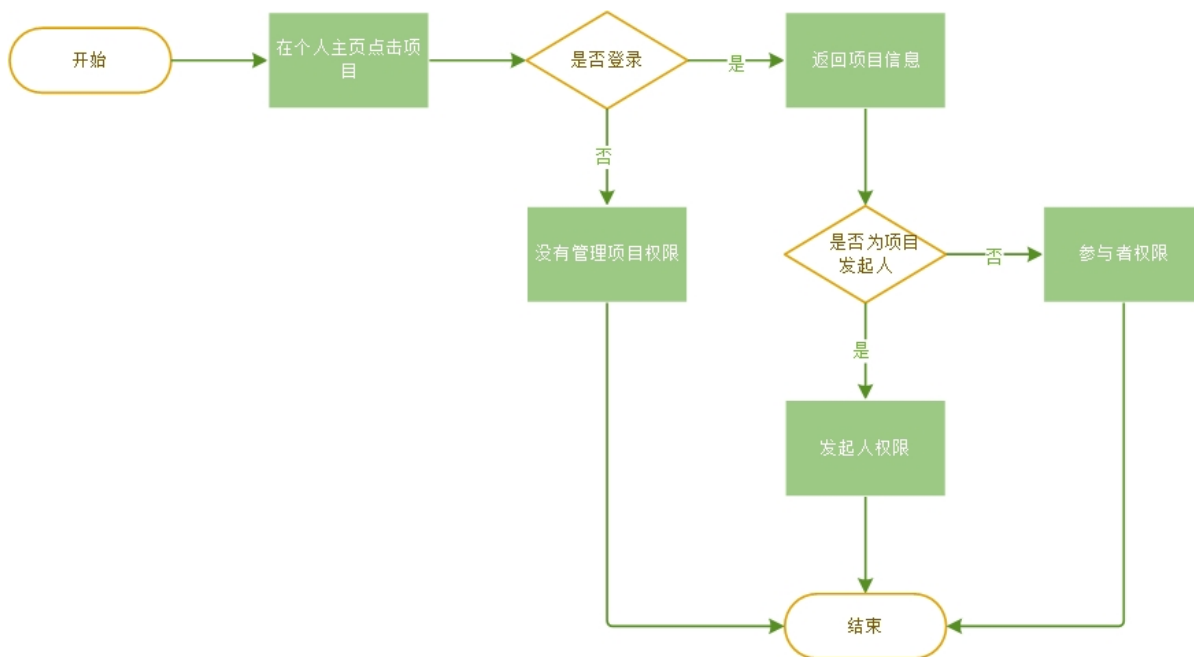 开始
在个人主页点击项
目
是否登录
是
返回项目信息
否
没有管理项目权限
是否为项目
发起人
否
参与者权限
是
发起人权限
结束